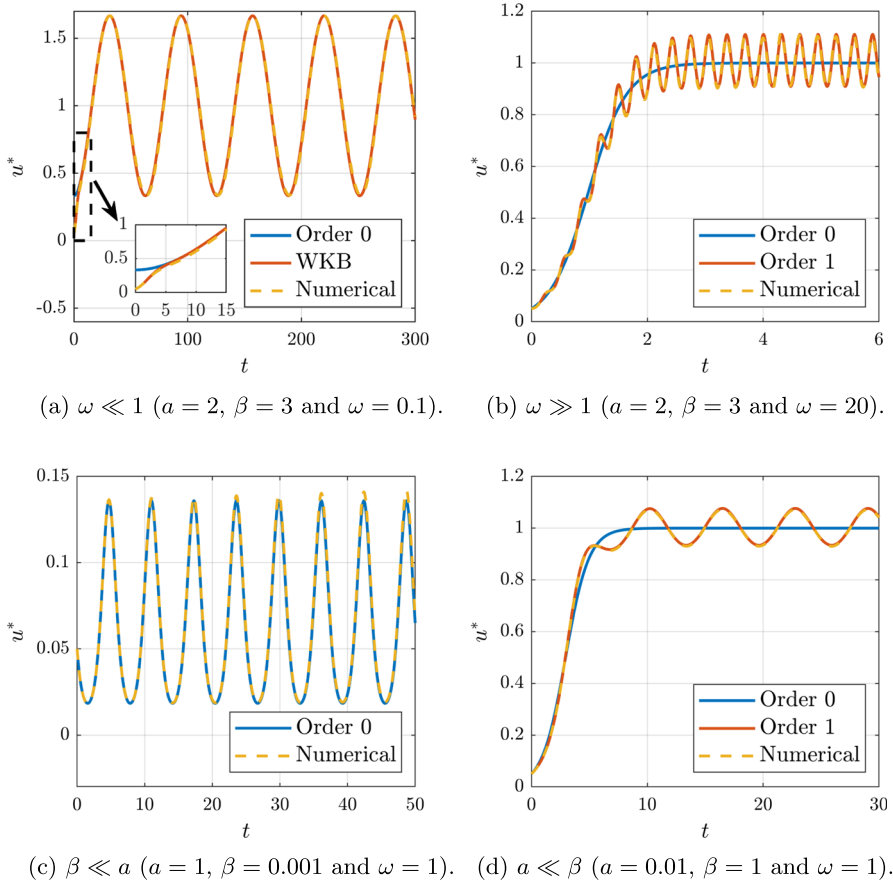 1.5
1
0.5
0
-0.5
u*
0
100
200
300
t
1
0.5
0
0
5
10
15
Order 0
WKB
Numerical
(a) ω ≪ 1 (a = 2, β = 3 and ω = 0.1).
1.2
1
0.8
0.6
0.4
0.2
0
u*
0
2
4
6
t
Order 0
Order 1
Numerical
(b) ω ≫ 1 (a = 2, β = 3 and ω = 20).
0.15
0.1
0.05
0
u*
0
10
20
30
40
50
t
Order 0
Numerical
(c) β ≪ a (a = 1, β = 0.001 and ω = 1).
1.2
1
0.8
0.6
0.4
0.2
0
u*
0
10
20
30
t
Order 0
Order 1
Numerical
(d) a ≪ β (a = 0.01, β = 1 and ω = 1).